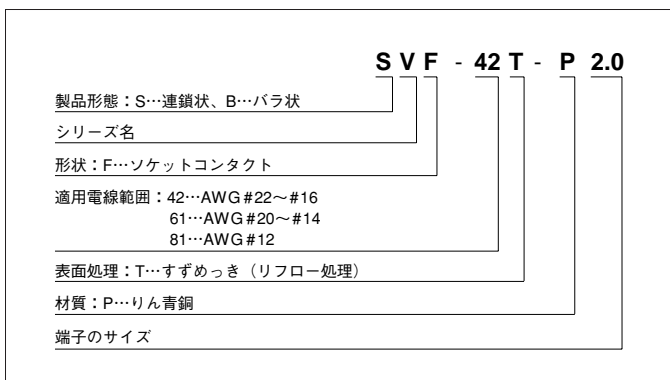 S V F - 42 T - P 2.0
製品形態：S…連鎖状、B…バラ状
シリーズ名
形状：F…ソケットコンタクト
適用電線範囲：42…AWG#22〜#16
61…AWG#20〜#14
81…AWG#12
表面処理：T…すずめっき（リフロー処理）
材質：P…りん青銅
端子のサイズ